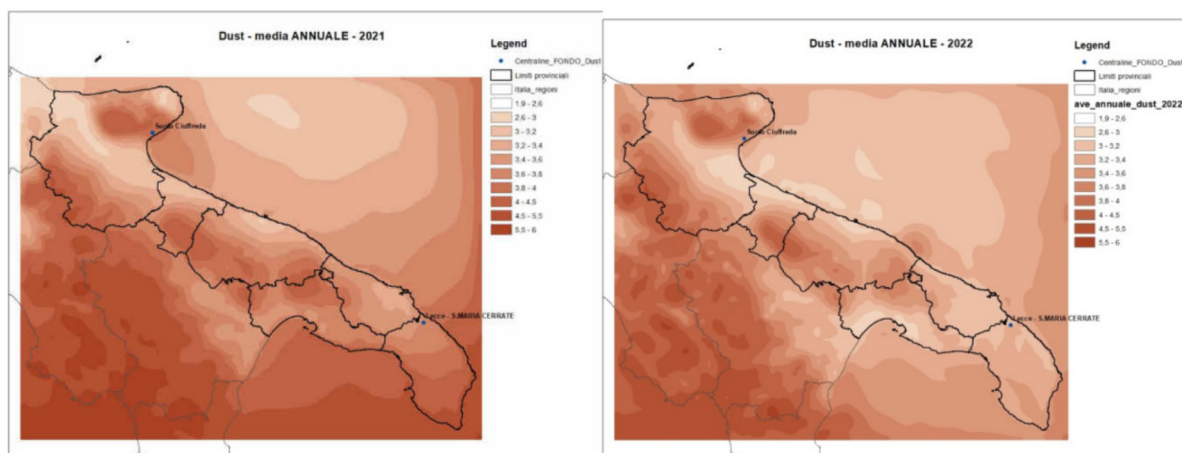 Dust - media ANNUALE - 2021
Legend
Centraline_FONDO_Dust
Limiti provinciali
Italia_regioni
1,9 - 2,6
2,6 - 3
3 - 3,2
3,2 - 3,4
3,4 - 3,6
3,6 - 3,8
3,8 - 4
4 - 4,5
4,5 - 5,5
5,5 - 6
Ciuffreda
Lecce - S.MARIA CERRATE
Dust - media ANNUALE - 2022
Legend
Centraline_FONDO_Dust
Limiti provinciali
Italia_regioni
ave_annuale_dust_2022
1,9 - 2,6
2,6 - 3
3 - 3,2
3,2 - 3,4
3,4 - 3,6
3,6 - 3,8
3,8 - 4
4 - 4,5
4,5 - 5,5
5,5 - 6
Ciuffreda
Lecce - S.MARIA CERRATE